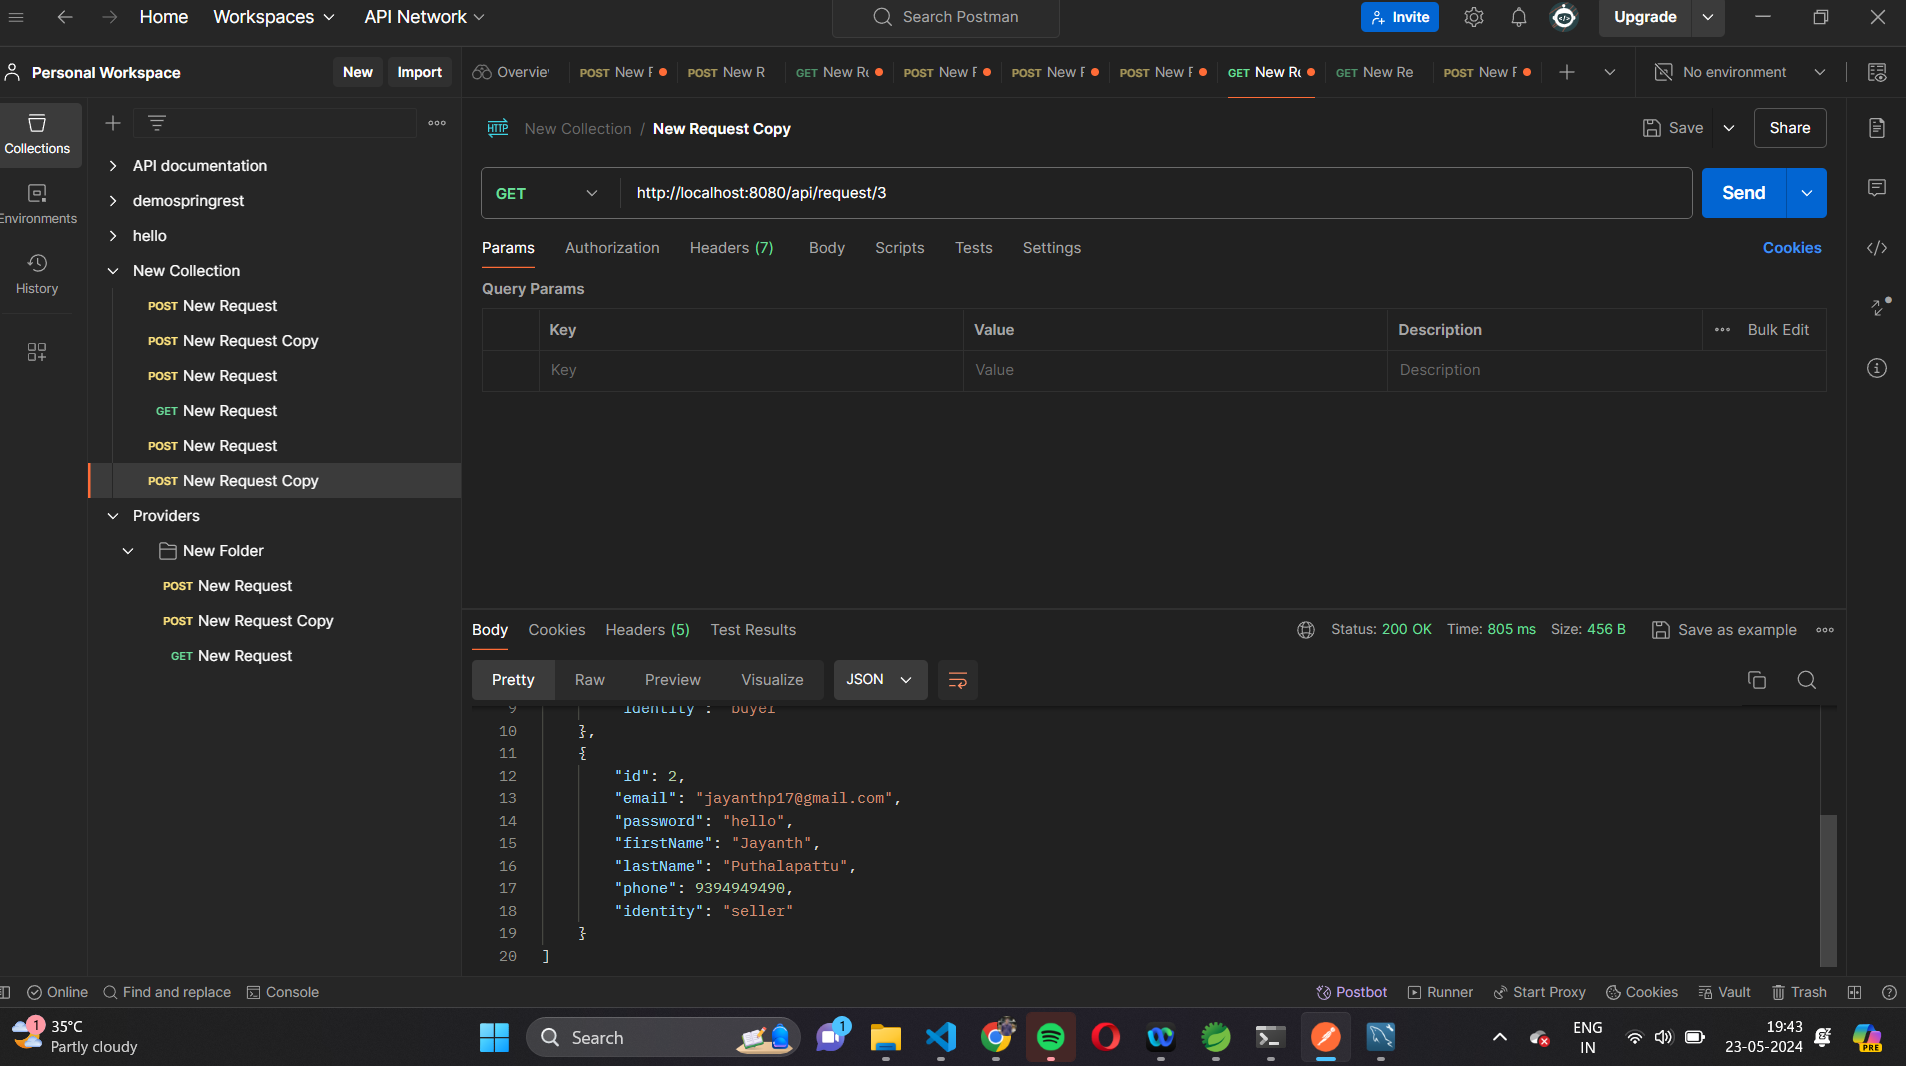 Home Workspaces API Network Search Postman Invite Upgrade
Personal Workspace New Import Overvie POST New F POST New R GET New Re POST New F POST New F POST New F GET New Re GET New Re POST New F No environment
Collections
Environments
History
API documentation
demospringrest
hello
New Collection
POST New Request
POST New Request Copy
POST New Request
GET New Request
POST New Request
POST New Request Copy
Providers
New Folder
POST New Request
POST New Request Copy
GET New Request
HTTP New Collection / New Request Copy Save Share
GET http://localhost:8080/api/request/3 Send
Params Authorization Headers (7) Body Scripts Tests Settings Cookies
Query Params
Key Value Description Bulk Edit
Key Value Description
Body Cookies Headers (5) Test Results Status: 200 OK Time: 805 ms Size: 456 B Save as example
Pretty Raw Preview Visualize JSON
9 "identity": "buyer"
10 },
11 {
12 "id": 2,
13 "email": "jayanthp17@gmail.com",
14 "password": "hello",
15 "firstName": "Jayanth",
16 "lastName": "Puthalapattu",
17 "phone": 9394949490,
18 "identity": "seller"
19 }
20 ]
Online Find and replace Console Postbot Runner Start Proxy Cookies Vault Trash
1 35°C
Partly cloudy
Search
1
ENG
IN
19:43
23-05-2024
PRE